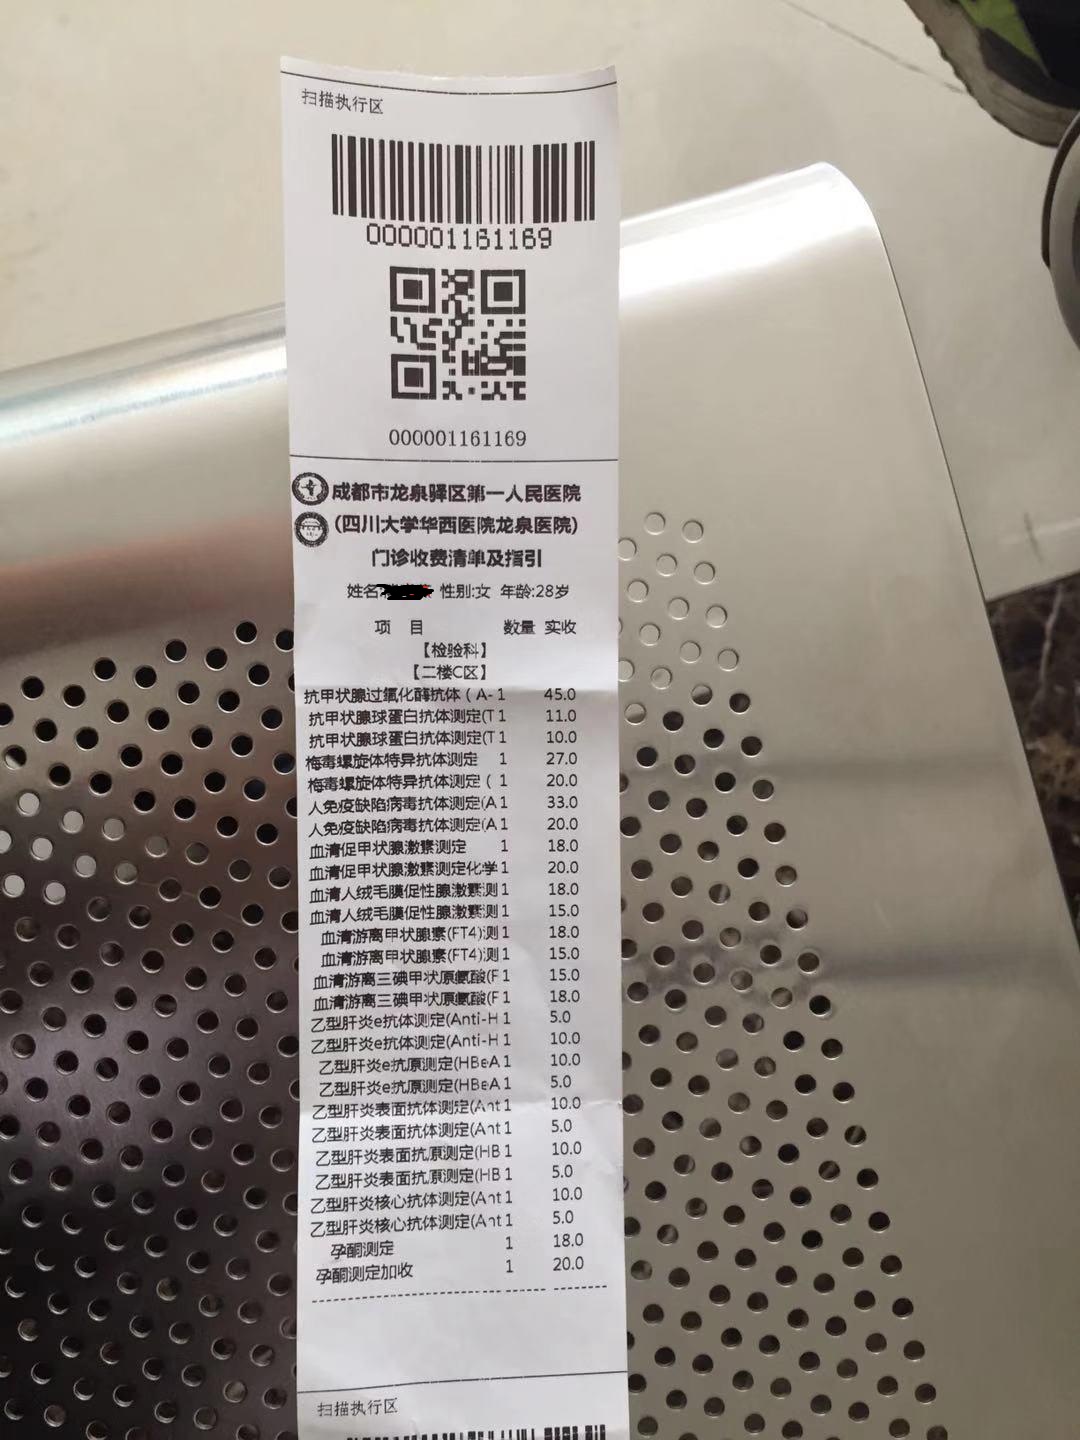 扫描执行区
000001161169
000001161169
成都市龙泉驿区第一人民医院
(四川大学华西医院龙泉医院)
门诊收费清单及指引
姓名: 性别:女 年龄:28岁
项 目 数量 实收
【检验科】
【二楼C区】
抗甲状腺过氧化酶抗体 ( A- 1 45.0
抗甲状腺球蛋白抗体测定(T 1 11.0
抗甲状腺球蛋白抗体测定(T 1 10.0
梅毒螺旋体特异抗体测定 1 27.0
梅毒螺旋体特异抗体测定 ( 1 20.0
人免疫缺陷病毒抗体测定(A 1 33.0
人免疫缺陷病毒抗体测定(A 1 20.0
血清促甲状腺激素测定 1 18.0
血清促甲状腺激素测定化学 1 20.0
血清人绒毛膜促性腺激素测 1 18.0
血清人绒毛膜促性腺激素测 1 15.0
血清游离甲状腺素(FT4)测 1 18.0
血清游离甲状腺素(FT4)测 1 15.0
血清游离三碘甲状原氨酸(F 1 15.0
血清游离三碘甲状原氨酸(F 1 18.0
乙型肝炎e抗体测定(Anti-H 1 5.0
乙型肝炎e抗体测定(Anti-H 1 10.0
乙型肝炎e抗原测定(HBeA 1 10.0
乙型肝炎e抗原测定(HBeA 1 5.0
乙型肝炎表面抗体测定(Ant 1 10.0
乙型肝炎表面抗体测定(Ant 1 5.0
乙型肝炎表面抗原测定(HB 1 10.0
乙型肝炎表面抗原测定(HB 1 5.0
乙型肝炎核心抗体测定(Ant 1 10.0
乙型肝炎核心抗体测定(Ant 1 5.0
孕酮测定 1 18.0
孕酮测定加收 1 20.0
扫描执行区